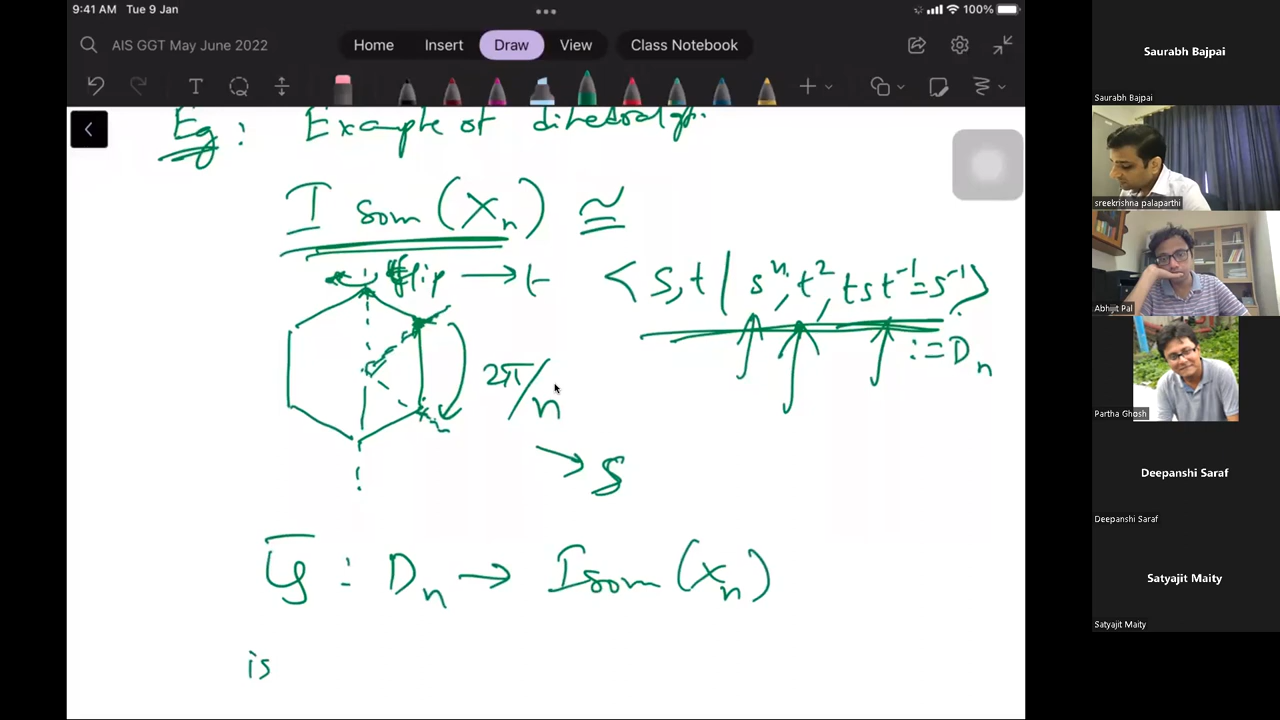 9:41 AM Tue 9 Jan
100%
AIS GGT May June 2022
Home Insert Draw View Class Notebook
Eg: Example of dihedral gp.
Isom (Xₙ) ≅
flip → t
⟨ s, t | sⁿ, t², tst⁻¹=s⁻¹⟩
:= Dₙ
2π/n
→ s
φ̅ : Dₙ → Isom (Xₙ)
is
Saurabh Bajpai
Saurabh Bajpai
sreekrishna palaparthi
Abhijit Pal
Partha Ghosh
Deepanshi Saraf
Deepanshi Saraf
Satyajit Maity
Satyajit Maity